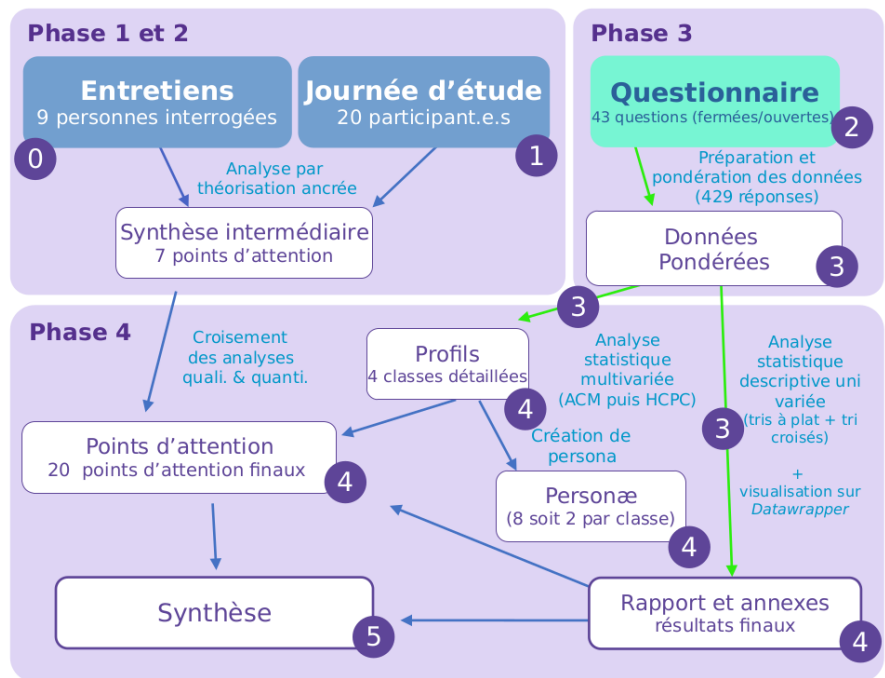 Phase 1 et 2
Entretiens
9 personnes interrogées
0
Journée d’étude
20 participant.e.s
1
Analyse par
théorisation ancrée
Synthèse intermédiaire
7 points d’attention
Phase 3
Questionnaire
43 questions (fermées/ouvertes)
2
Préparation et
pondération des données
(429 réponses)
Données
Pondérées
3
Phase 4
3
Croisement
des analyses
quali. & quanti.
Profils
4 classes détaillées
4
Analyse
statistique
multivariée
(ACM puis HCPC)
Analyse
statistique
descriptive uni
variée
(tris à plat + tri
croisés)
+
visualisation sur
Datawrapper
3
Création de
persona
Points d’attention
20 points d’attention finaux
4
Personæ
(8 soit 2 par classe)
4
Synthèse
5
Rapport et annexes
résultats finaux
4